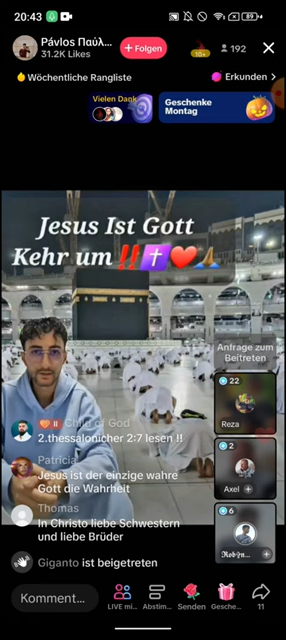 20:43
89
Pávlos Παύλ...
31.2K Likes
+ Folgen
10+
192
Wöchentliche Rangliste
Erkunden >
Vielen Dank
Geschenke
Montag
Jesus Ist Gott
Kehr um ‼️✝️❤️🙏
Anfrage zum
Beitreten
22
Reza
Child of God
2.thessalonicher 2:7 lesen !!
2
Axel +
Patricia
Jesus ist der einzige wahre
Gott die Wahrheit
Thomas
In Christo liebe Schwestern
und liebe Brüder
6
Giganto ist beigetreten
Komment...
LIVE mi...
Abstim...
Senden
Gesche...
11